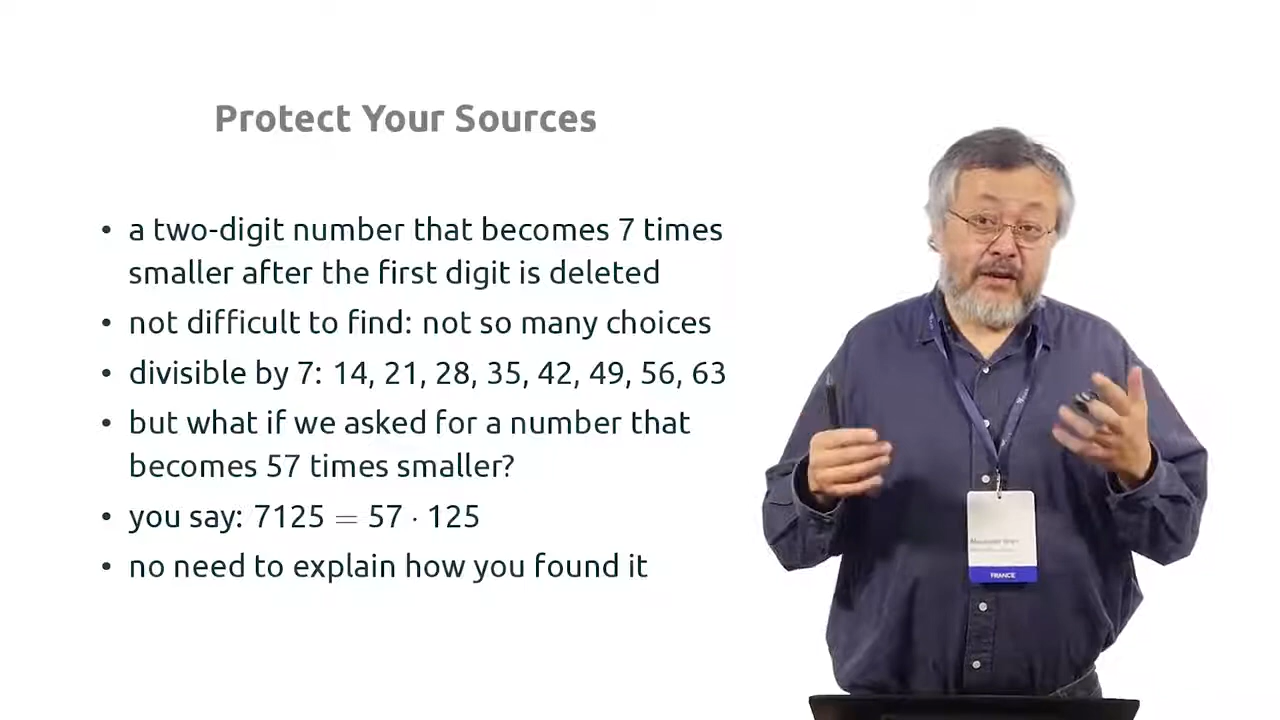 Protect Your Sources
• a two-digit number that becomes 7 times
smaller after the first digit is deleted
• not difficult to find: not so many choices
• divisible by 7: 14, 21, 28, 35, 42, 49, 56, 63
• but what if we asked for a number that
becomes 57 times smaller?
• you say: 7125 = 57 · 125
• no need to explain how you found it
FRANCE